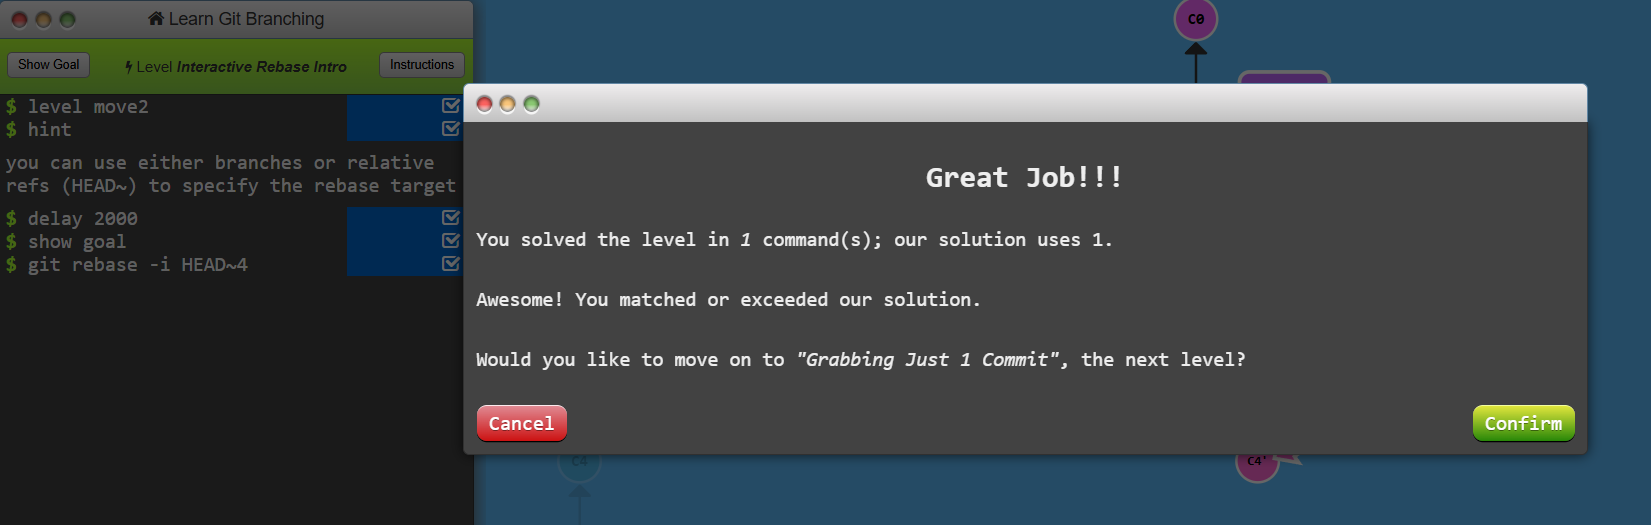 Learn Git Branching
Show Goal
Level Interactive Rebase Intro
Instructions
$ level move2
$ hint
you can use either branches or relative
refs (HEAD~) to specify the rebase target
$ delay 2000
$ show goal
$ git rebase -i HEAD~4
C0
Great Job!!!
You solved the level in 1 command(s); our solution uses 1.
Awesome! You matched or exceeded our solution.
Would you like to move on to "Grabbing Just 1 Commit", the next level?
Cancel
Confirm
C4
C4'